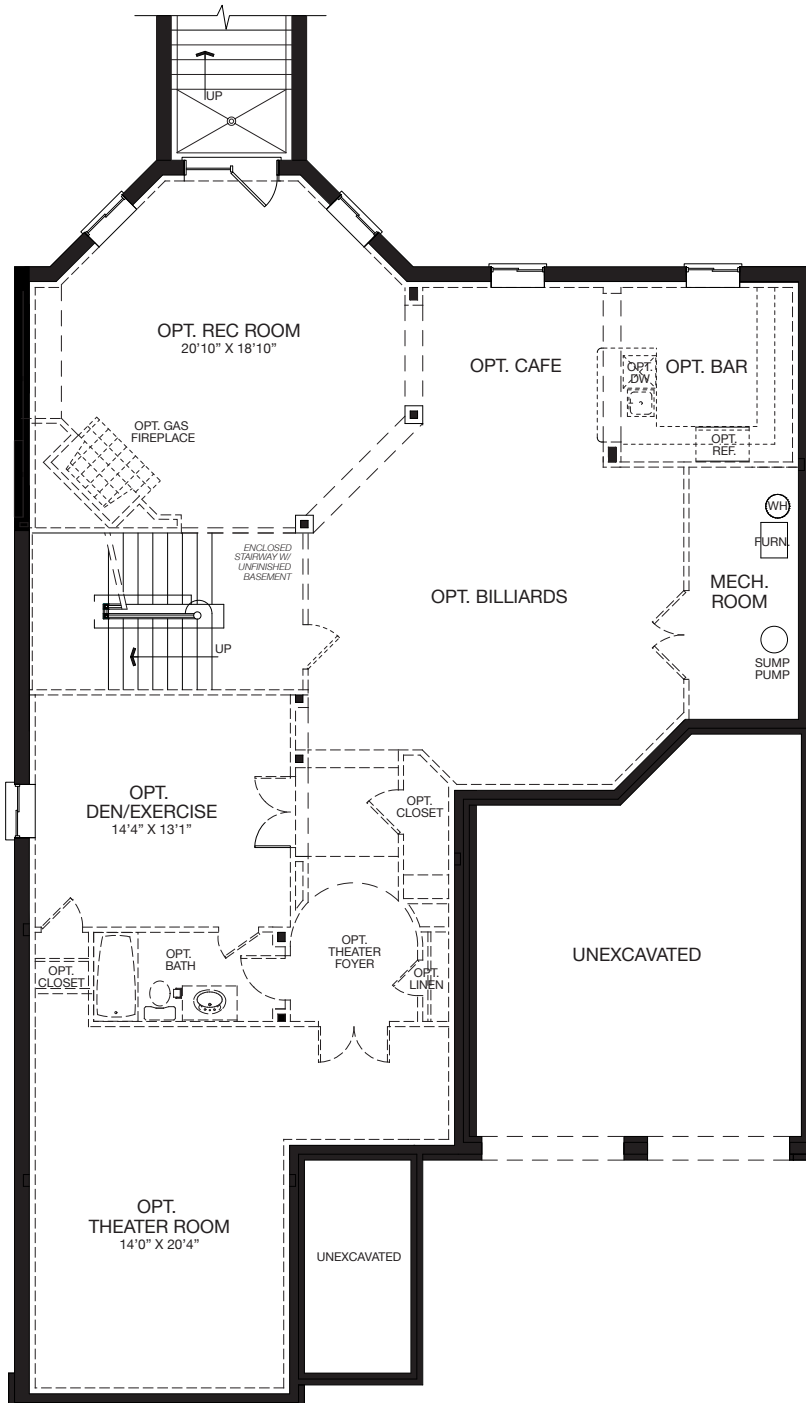 UP
OPT. REC ROOM
20'10" X 18'10"
OPT. GAS
FIREPLACE
OPT. CAFE
OPT.
DW
OPT. BAR
OPT.
REF.
WH
FURN.
MECH.
ROOM
SUMP
PUMP
ENCLOSED
STAIRWAY W/
UNFINISHED
BASEMENT
OPT. BILLIARDS
UP
OPT.
DEN/EXERCISE
14'4" X 13'1"
OPT.
CLOSET
OPT.
THEATER
FOYER
OPT.
LINEN
OPT.
BATH
OPT.
CLOSET
UNEXCAVATED
OPT.
THEATER ROOM
14'0" X 20'4"
UNEXCAVATED